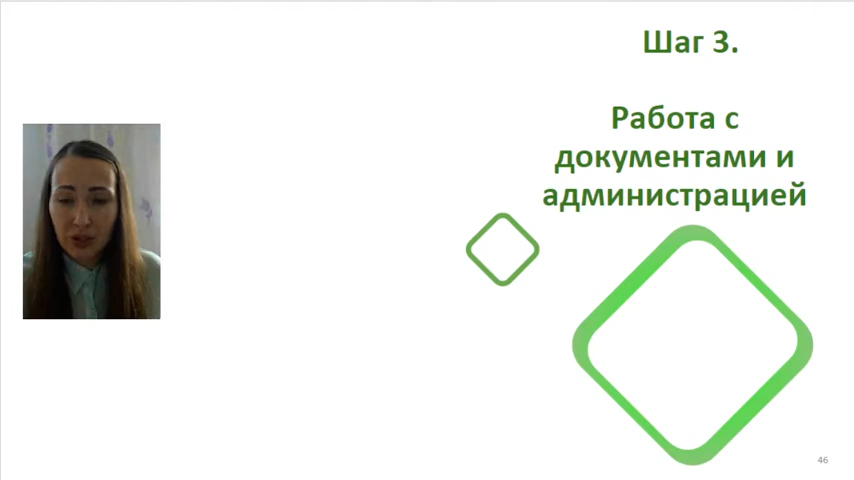 Шаг 3.
Работа с
документами и
администрацией
46